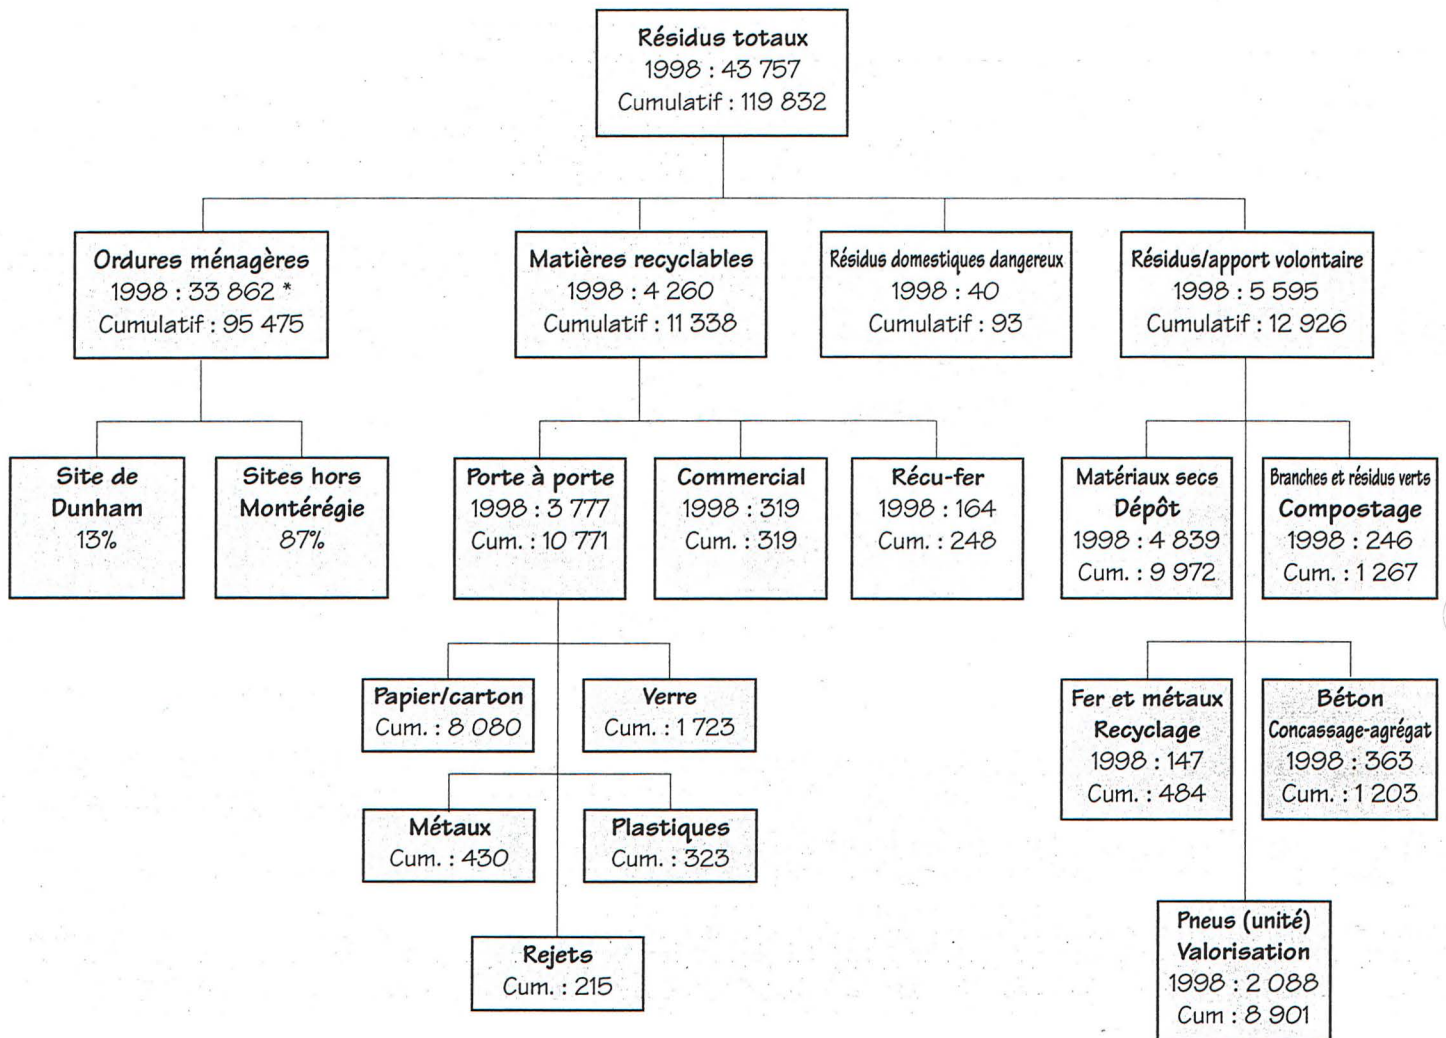 Résidus totaux
1998 : 43 757
Cumulatif : 119 832
Ordures ménagères
1998 : 33 862 *
Cumulatif : 95 475
Matières recyclables
1998 : 4 260
Cumulatif : 11 338
Résidus domestiques dangereux
1998 : 40
Cumulatif : 93
Résidus/apport volontaire
1998 : 5 595
Cumulatif : 12 926
Site de
Dunham
13%
Sites hors
Montérégie
87%
Porte à porte
1998 : 3 777
Cum. : 10 771
Commercial
1998 : 319
Cum. : 319
Récu-fer
1998 : 164
Cum. : 248
Matériaux secs
Dépôt
1998 : 4 839
Cum. : 9 972
Branches et résidus verts
Compostage
1998 : 246
Cum. : 1 267
Papier/carton
Cum. : 8 080
Verre
Cum. : 1 723
Fer et métaux
Recyclage
1998 : 147
Cum. : 484
Béton
Concassage-agrégat
1998 : 363
Cum. : 1 203
Métaux
Cum. : 430
Plastiques
Cum. : 323
Rejets
Cum. : 215
Pneus (unité)
Valorisation
1998 : 2 088
Cum : 8 901